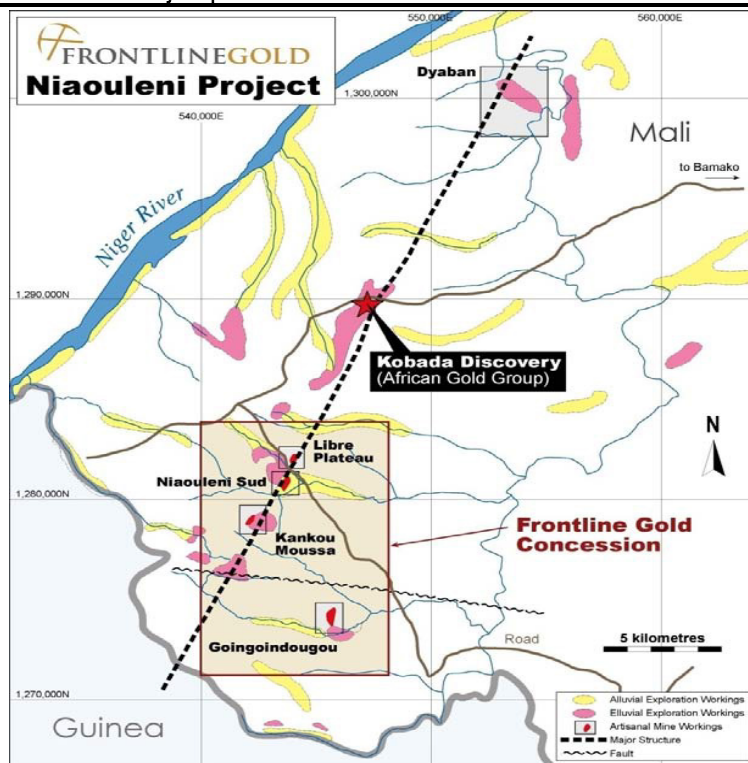 FRONTLINEGOLD
Niaouleni Project
550,000E
560,000E
Dyaban
1,300,000N
540,000E
Mali
to Bamako
Niger River
1,290,000N
Kobada Discovery
(African Gold Group)
N
Libre
Plateau
Niaouleni Sud
1,280,000N
Kankou
Moussa
Frontline Gold
Concession
Goingoindougou
Road
5 kilometres
1,270,000N
Guinea
Alluvial Exploration Workings
Elluvial Exploration Workings
Artisanal Mine Workings
Major Structure
Fault